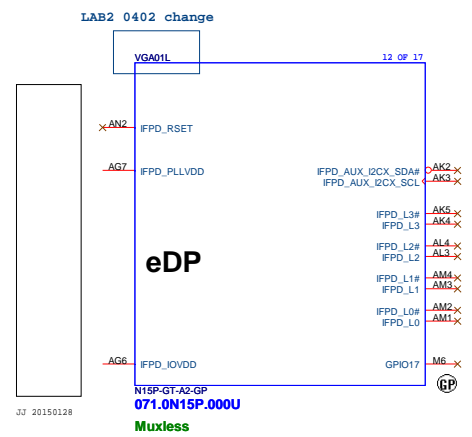 LAB2 0402 change
VGA01L
12 OF 17
AN2 IFPD_RSET
AG7 IFPD_PLLVDD
IFPD_AUX_I2CX_SDA# AK2
IFPD_AUX_I2CX_SCL AK3
IFPD_L3# AK5
IFPD_L3 AK4
IFPD_L2# AL4
IFPD_L2 AL3
eDP
IFPD_L1# AM4
IFPD_L1 AM3
IFPD_L0# AM2
IFPD_L0 AM1
AG6 IFPD_IOVDD
GPIO17 M6
GP
N15P-GT-A2-GP
071.0N15P.000U
JJ 20150128
Muxless